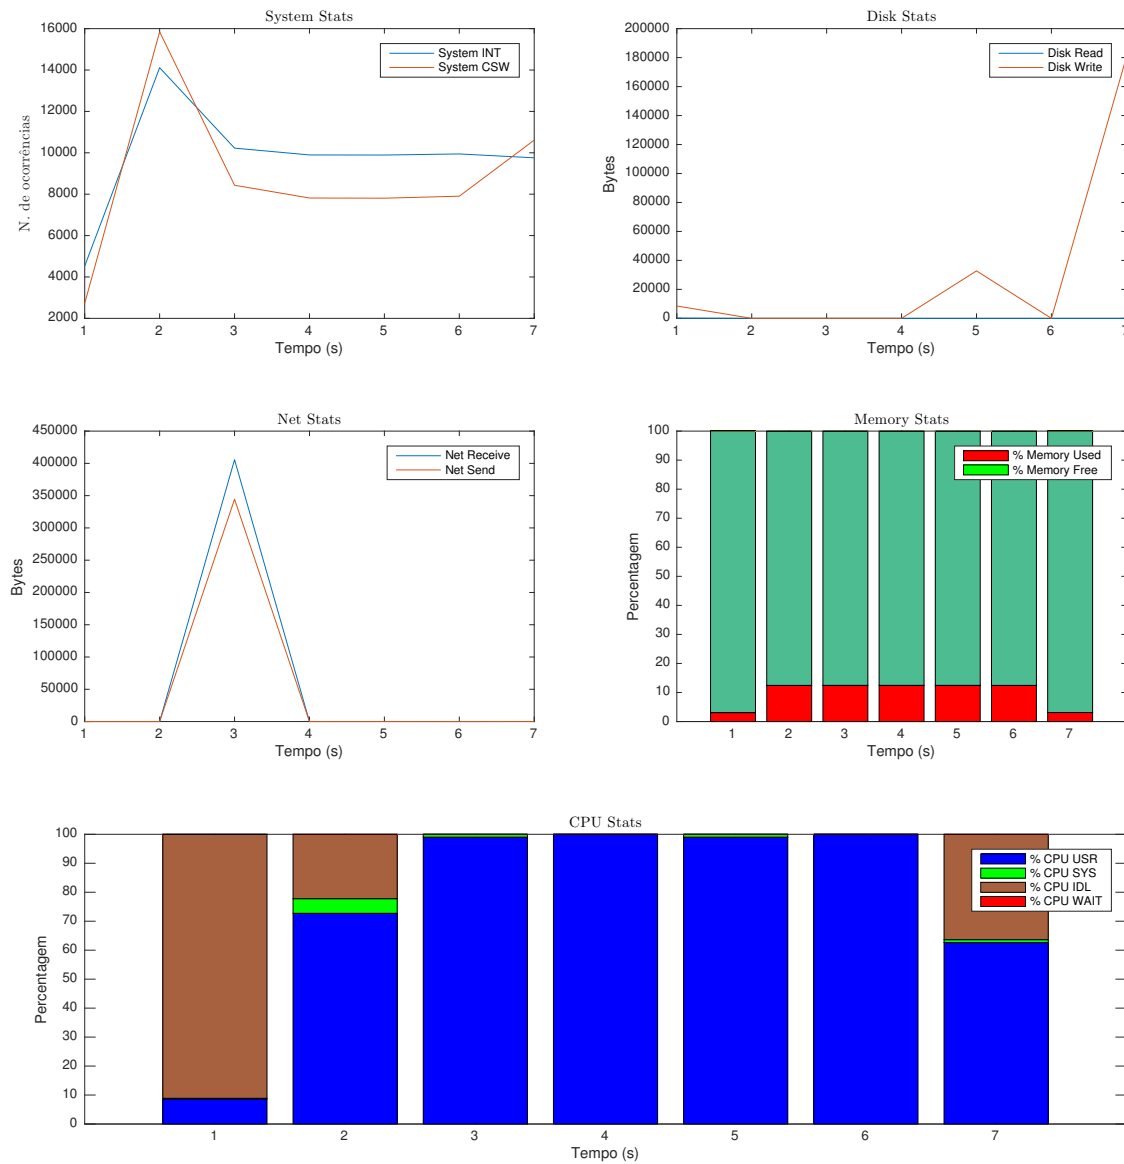 System Stats
16000
14000
12000
10000
8000
6000
4000
2000
N. de ocorrências
System INT
System CSW
1 2 3 4 5 6 7
Tempo (s)
Disk Stats
200000
180000
160000
140000
120000
100000
80000
60000
40000
20000
0
Bytes
Disk Read
Disk Write
1 2 3 4 5 6 7
Tempo (s)
Net Stats
450000
400000
350000
300000
250000
200000
150000
100000
50000
0
Bytes
Net Receive
Net Send
1 2 3 4 5 6 7
Tempo (s)
Memory Stats
100
90
80
70
60
50
40
30
20
10
0
Percentagem
% Memory Used
% Memory Free
1 2 3 4 5 6 7
Tempo (s)
CPU Stats
100
90
80
70
60
50
40
30
20
10
0
Percentagem
% CPU USR
% CPU SYS
% CPU IDL
% CPU WAIT
1 2 3 4 5 6 7
Tempo (s)